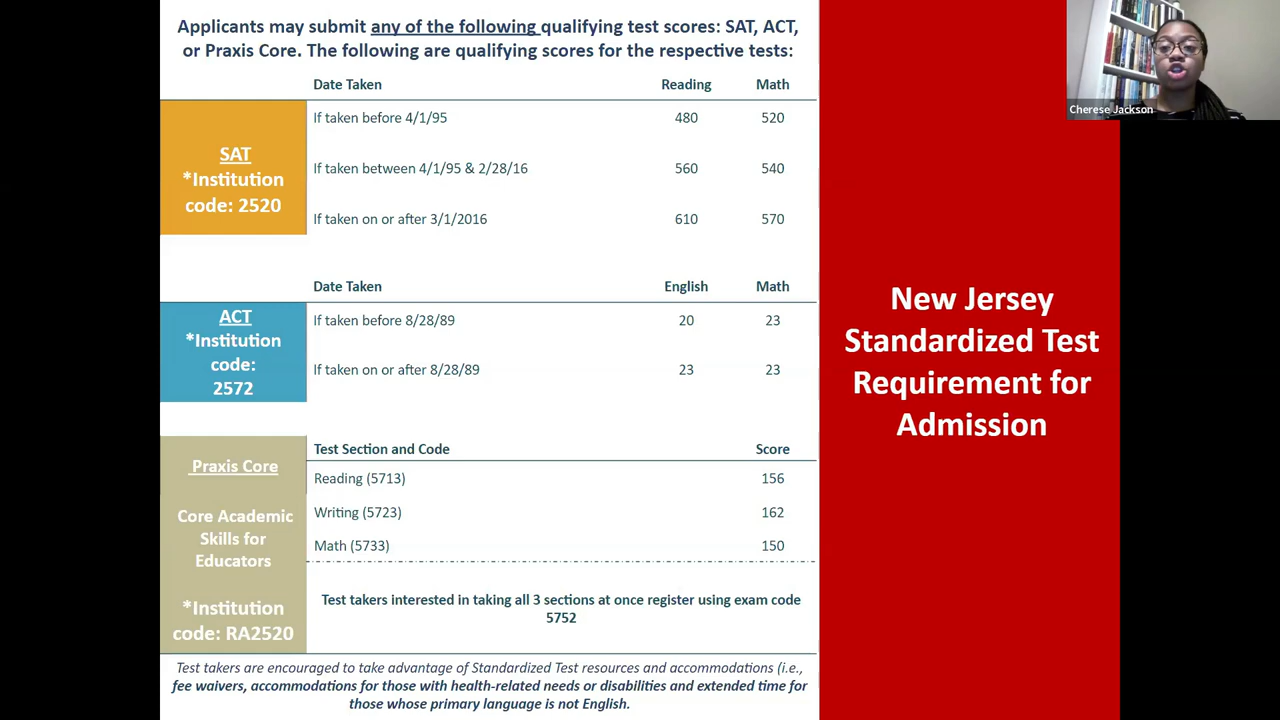 Applicants may submit any of the following qualifying test scores: SAT, ACT,
or Praxis Core. The following are qualifying scores for the respective tests:
Date Taken Reading Math
SAT
*Institution
code: 2520
If taken before 4/1/95 480 520
If taken between 4/1/95 & 2/28/16 560 540
If taken on or after 3/1/2016 610 570
Date Taken English Math
ACT
*Institution
code:
2572
If taken before 8/28/89 20 23
If taken on or after 8/28/89 23 23
Praxis Core
Core Academic
Skills for
Educators
*Institution
code: RA2520
Test Section and Code Score
Reading (5713) 156
Writing (5723) 162
Math (5733) 150
Test takers interested in taking all 3 sections at once register using exam code
5752
Test takers are encouraged to take advantage of Standardized Test resources and accommodations (i.e.,
fee waivers, accommodations for those with health-related needs or disabilities and extended time for
those whose primary language is not English.
New Jersey
Standardized Test
Requirement for
Admission
Cherese Jackson